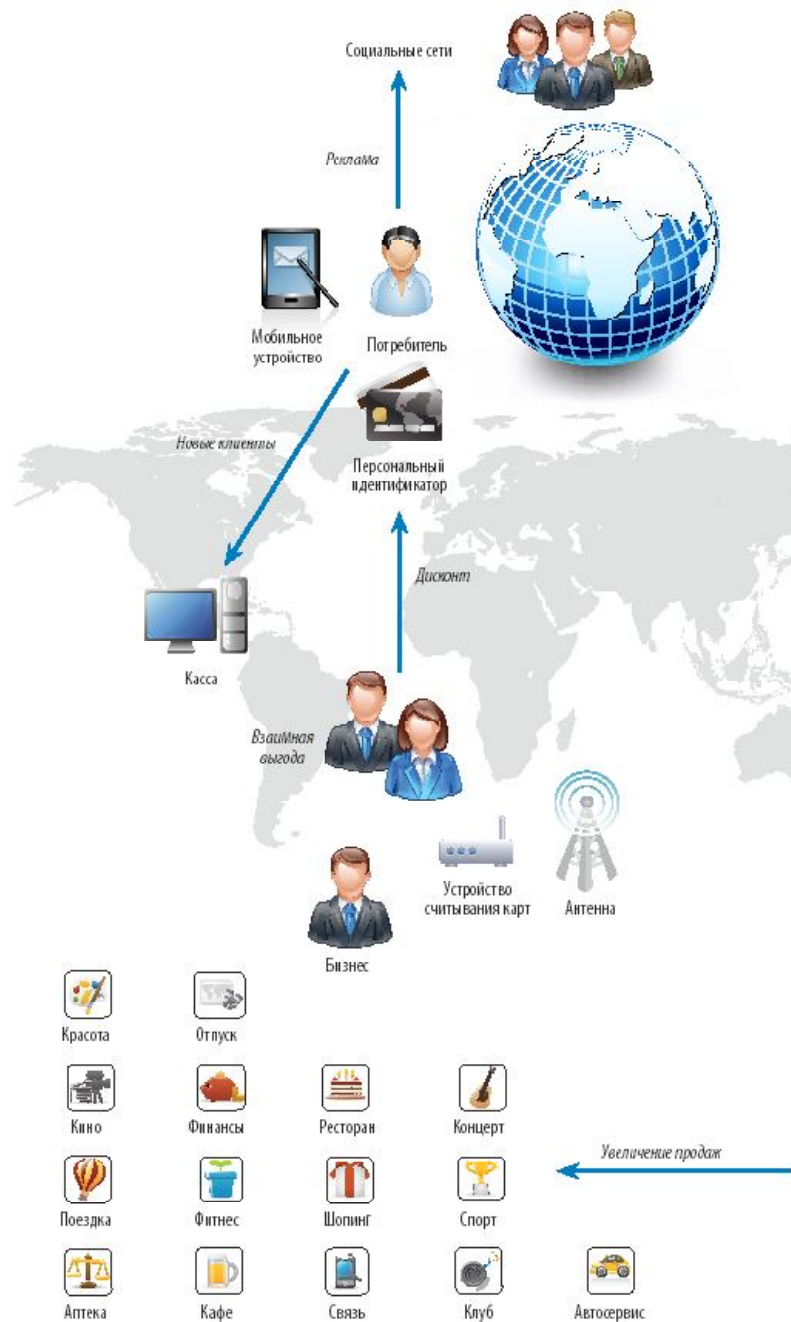 Социальные сети
Реклама
Мобильное
устройство
Потребитель
Новые клиенты
Персональный
идентификатор
Дисконт
Касса
Взаимная
выгода
Устройство
считывания карт
Антенна
Бизнес
Красота
Отпуск
Кино
Финансы
Ресторан
Концерт
Увеличение продаж
Поездка
Фитнес
Шопинг
Спорт
Аптека
Кафе
Связь
Клуб
Автосервис